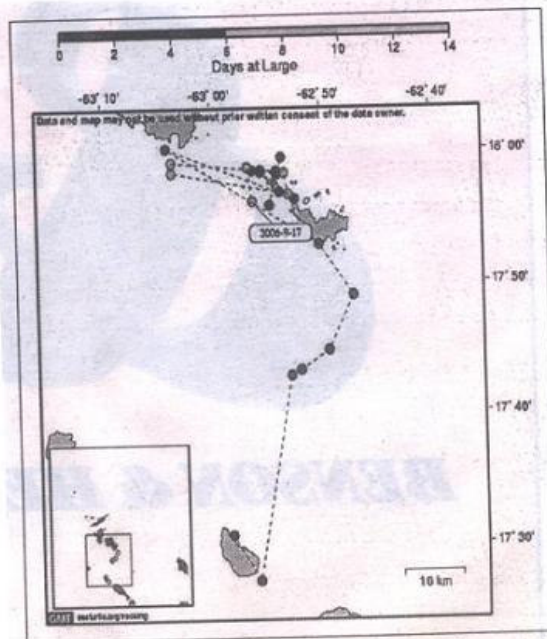 0 2 4 6 8 10 12 14
Days at Large
-63˚ 10' -63˚ 00' -62˚ 50' -62˚ 40'
Data and map may not be used without prior written consent of the data owner.
18˚ 00'
2006-9-17
17˚ 50'
17˚ 40'
BENSON & HE
17˚ 30'
10 km